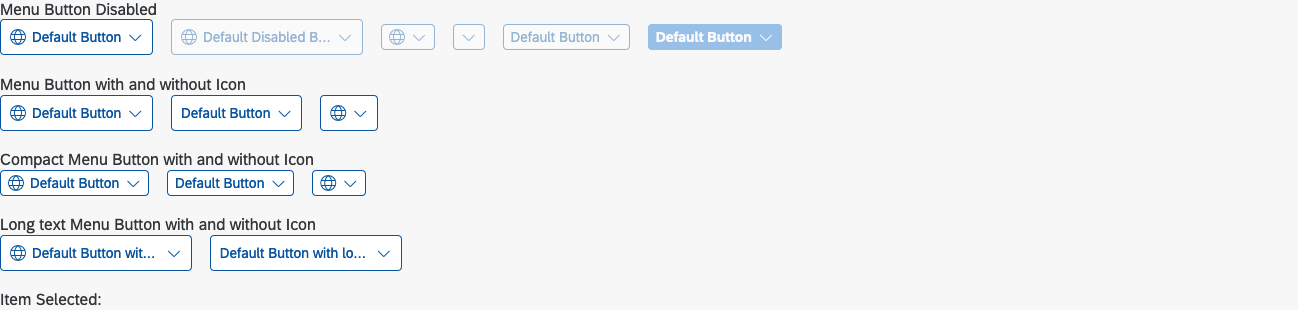 Menu Button Disabled
Default Button Default Disabled B... Default Button Default Button
Menu Button with and without Icon
Default Button Default Button
Compact Menu Button with and without Icon
Default Button Default Button
Long text Menu Button with and without Icon
Default Button wit... Default Button with lo...
Item Selected: